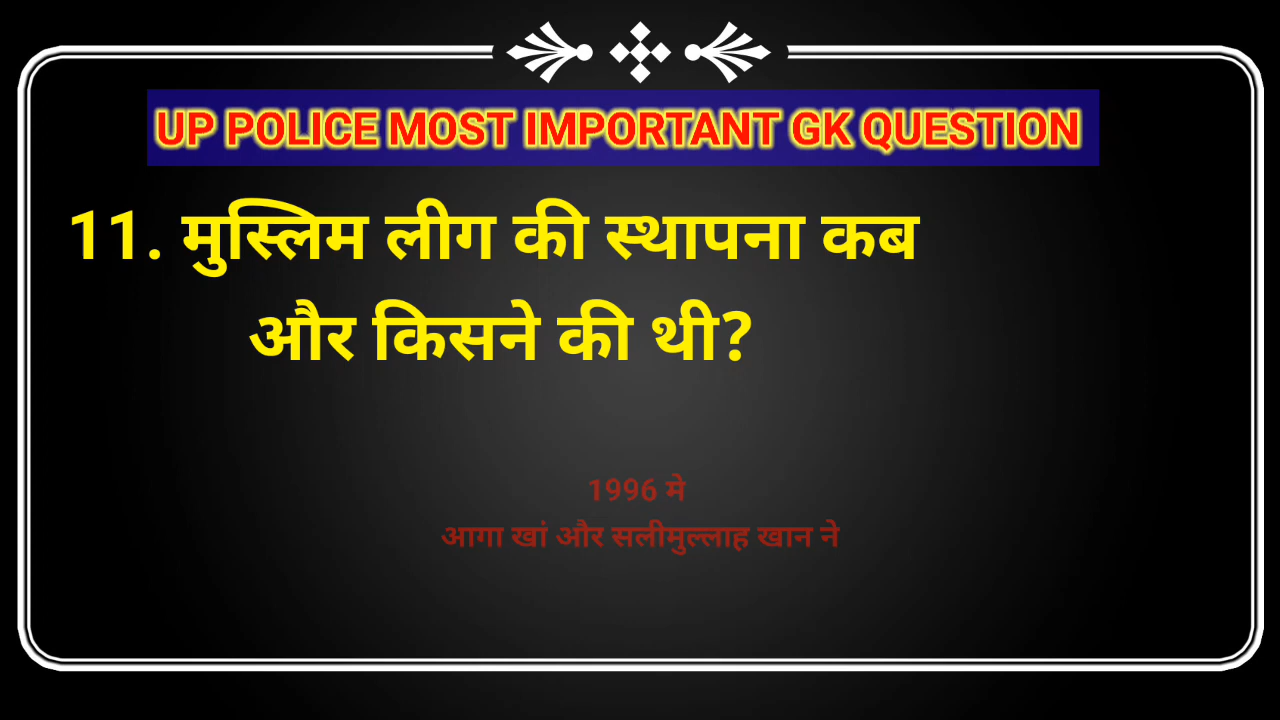 UP POLICE MOST IMPORTANT GK QUESTION
11. मुस्लिम लीग की स्थापना कब
और किसने की थी?
1996 मे
आगा खां और सलीमुल्लाह खान ने